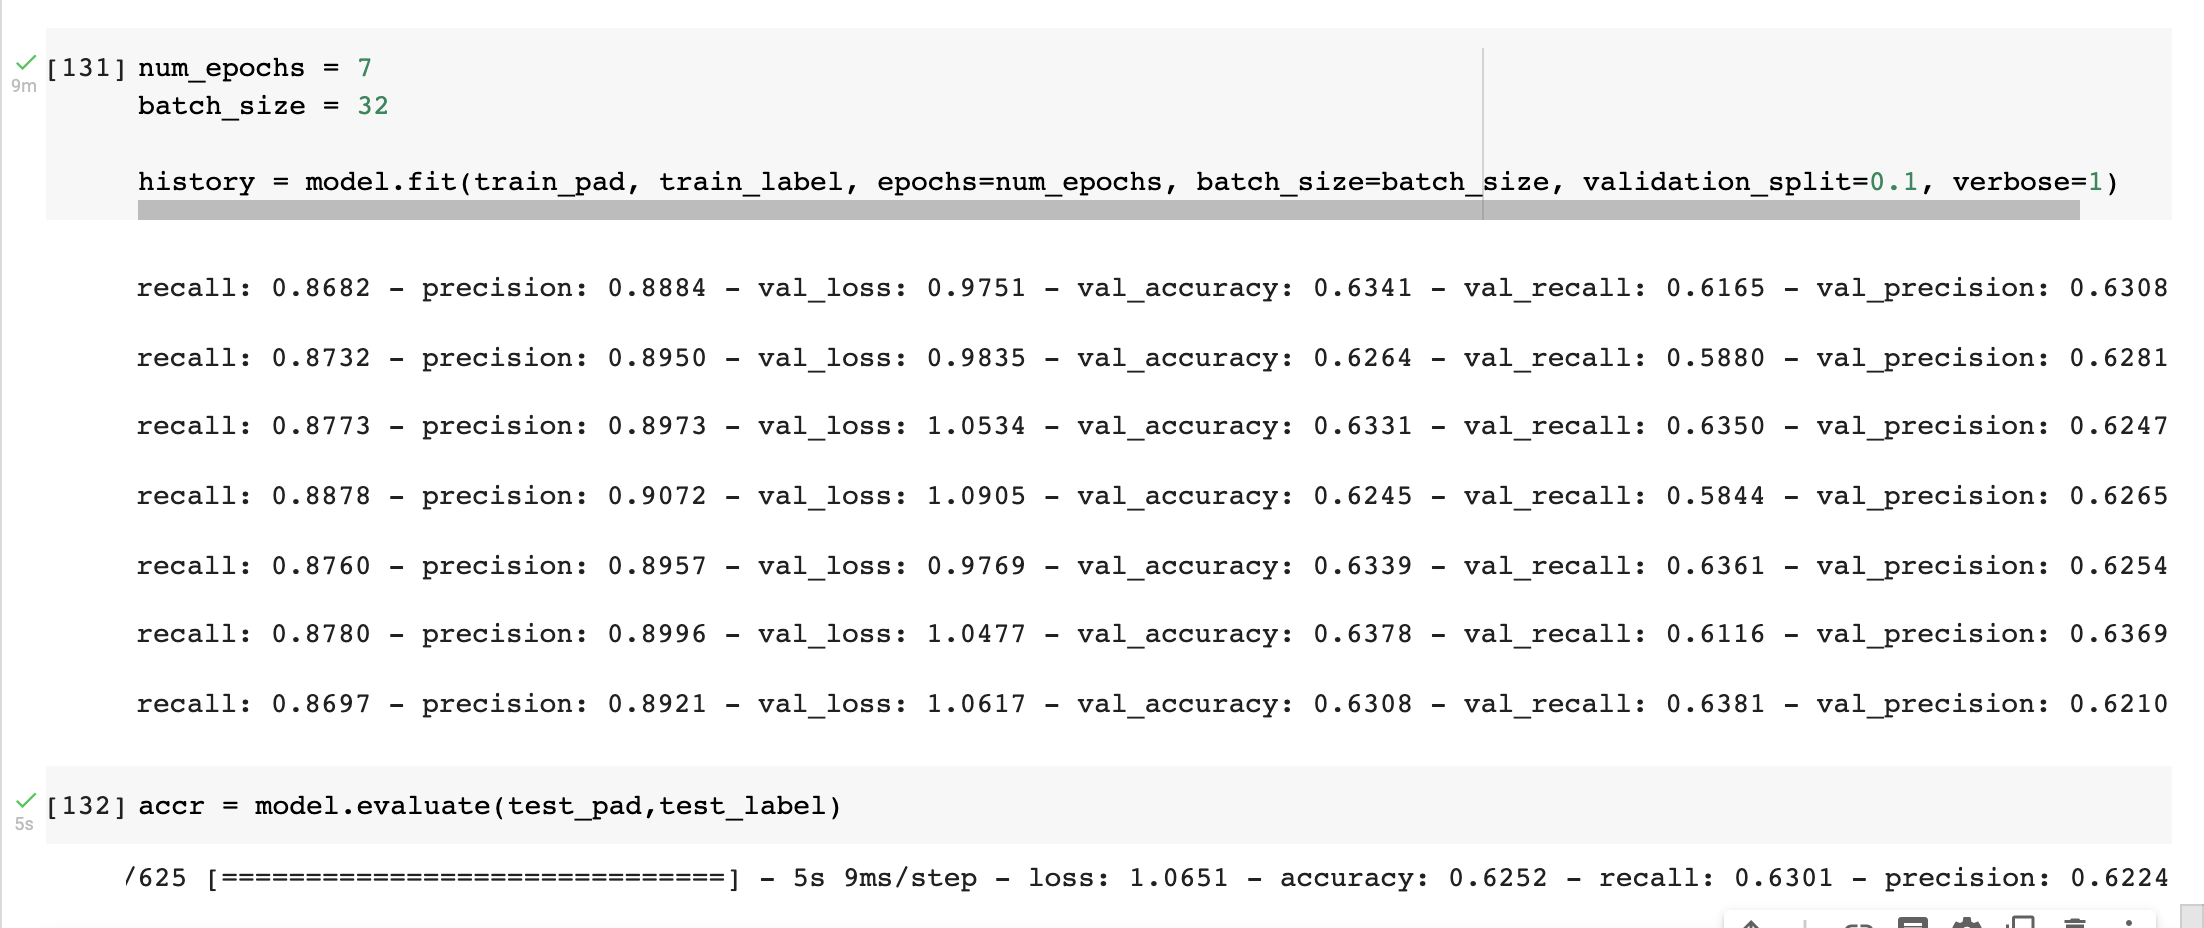 [131] num_epochs = 7
9m
batch_size = 32
history = model.fit(train_pad, train_label, epochs=num_epochs, batch_size=batch_size, validation_split=0.1, verbose=1)
recall: 0.8682 - precision: 0.8884 - val_loss: 0.9751 - val_accuracy: 0.6341 - val_recall: 0.6165 - val_precision: 0.6308
recall: 0.8732 - precision: 0.8950 - val_loss: 0.9835 - val_accuracy: 0.6264 - val_recall: 0.5880 - val_precision: 0.6281
recall: 0.8773 - precision: 0.8973 - val_loss: 1.0534 - val_accuracy: 0.6331 - val_recall: 0.6350 - val_precision: 0.6247
recall: 0.8878 - precision: 0.9072 - val_loss: 1.0905 - val_accuracy: 0.6245 - val_recall: 0.5844 - val_precision: 0.6265
recall: 0.8760 - precision: 0.8957 - val_loss: 0.9769 - val_accuracy: 0.6339 - val_recall: 0.6361 - val_precision: 0.6254
recall: 0.8780 - precision: 0.8996 - val_loss: 1.0477 - val_accuracy: 0.6378 - val_recall: 0.6116 - val_precision: 0.6369
recall: 0.8697 - precision: 0.8921 - val_loss: 1.0617 - val_accuracy: 0.6308 - val_recall: 0.6381 - val_precision: 0.6210
[132] accr = model.evaluate(test_pad,test_label)
5s
/625 [==============================] - 5s 9ms/step - loss: 1.0651 - accuracy: 0.6252 - recall: 0.6301 - precision: 0.6224